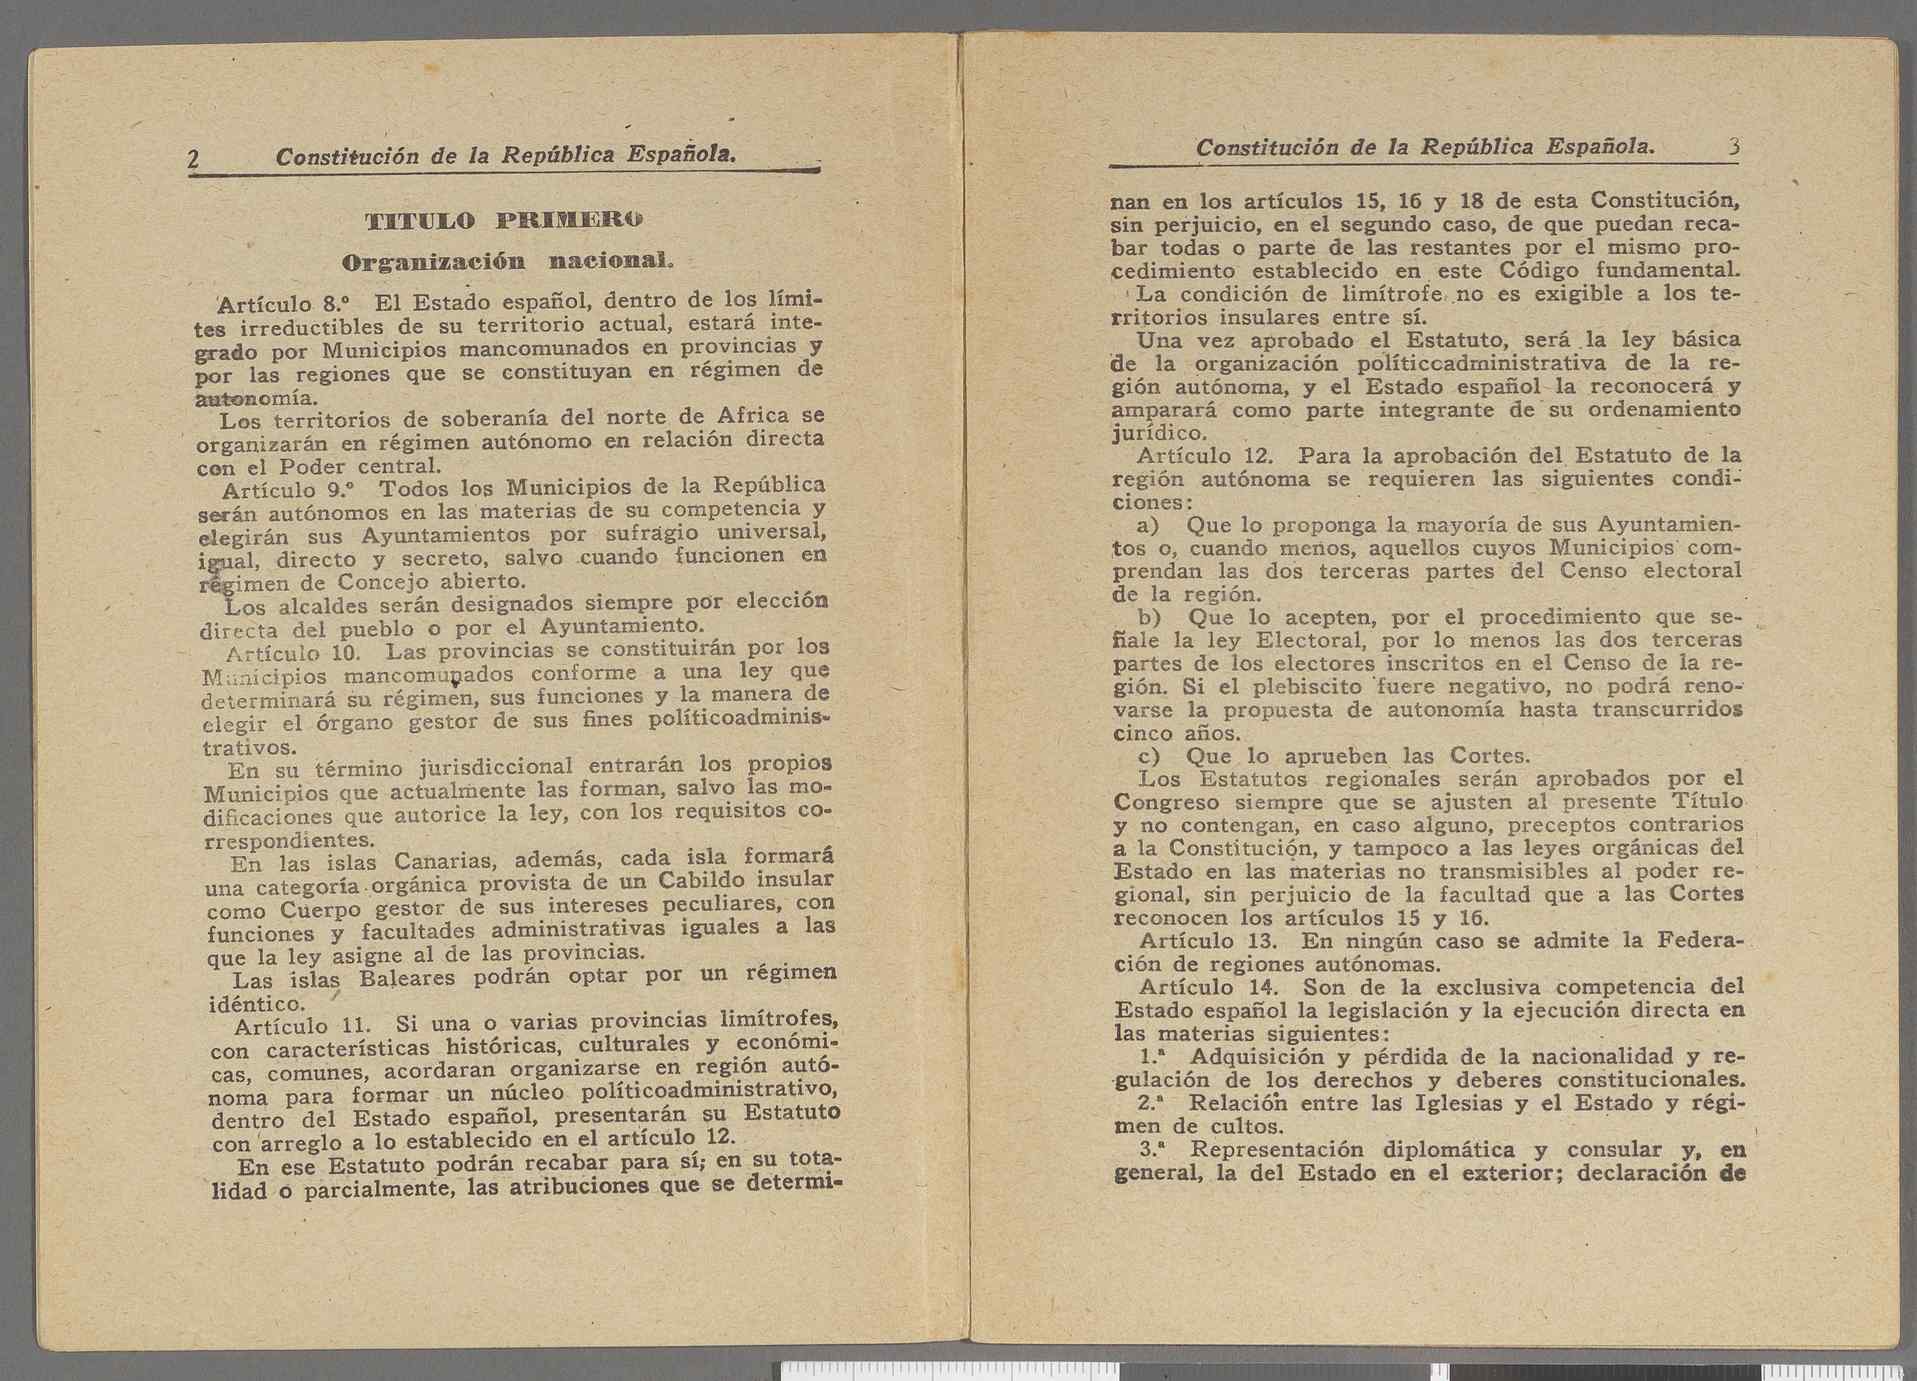 2 Constitución de la República Española.
TITULO PRIMERO
Organización nacional.
Artículo 8.º El Estado español, dentro de los lími-
tes irreductibles de su territorio actual, estará inte-
grado por Municipios mancomunados en provincias y
por las regiones que se constituyan en régimen de
autonomía.
Los territorios de soberanía del norte de Africa se
organizarán en régimen autónomo en relación directa
con el Poder central.
Artículo 9.º Todos los Municipios de la República
serán autónomos en las materias de su competencia y
elegirán sus Ayuntamientos por sufragio universal,
igual, directo y secreto, salvo cuando funcionen en
régimen de Concejo abierto.
Los alcaldes serán designados siempre por elección
directa del pueblo o por el Ayuntamiento.
Artículo 10. Las provincias se constituirán por los
Municipios mancomunados conforme a una ley que
determinará su régimen, sus funciones y la manera de
elegir el órgano gestor de sus fines políticoadminis-
trativos.
En su término jurisdiccional entrarán los propios
Municipios que actualmente las forman, salvo las mo-
dificaciones que autorice la ley, con los requisitos co-
rrespondientes.
En las islas Canarias, además, cada isla formará
una categoría orgánica provista de un Cabildo insular
como Cuerpo gestor de sus intereses peculiares, con
funciones y facultades administrativas iguales a las
que la ley asigne al de las provincias.
Las islas Baleares podrán optar por un régimen
idéntico.
Artículo 11. Si una o varias provincias limítrofes,
con características históricas, culturales y económi-
cas, comunes, acordaran organizarse en región autó-
noma para formar un núcleo políticoadministrativo,
dentro del Estado español, presentarán su Estatuto
con arreglo a lo establecido en el artículo 12.
En ese Estatuto podrán recabar para sí; en su tota-
lidad o parcialmente, las atribuciones que se determi-
Constitución de la República Española. 3
nan en los artículos 15, 16 y 18 de esta Constitución,
sin perjuicio, en el segundo caso, de que puedan reca-
bar todas o parte de las restantes por el mismo pro-
cedimiento establecido en este Código fundamental.
La condición de limítrofe no es exigible a los te-
rritorios insulares entre sí.
Una vez aprobado el Estatuto, será la ley básica
de la organización políticcadministrativa de la re-
gión autónoma, y el Estado español la reconocerá y
amparará como parte integrante de su ordenamiento
jurídico.
Artículo 12. Para la aprobación del Estatuto de la
región autónoma se requieren las siguientes condi-
ciones:
a) Que lo proponga la mayoría de sus Ayuntamien-
tos o, cuando menos, aquellos cuyos Municipios com-
prendan las dos terceras partes del Censo electoral
de la región.
b) Que lo acepten, por el procedimiento que se-
ñale la ley Electoral, por lo menos las dos terceras
partes de los electores inscritos en el Censo de la re-
gión. Si el plebiscito fuere negativo, no podrá reno-
varse la propuesta de autonomía hasta transcurridos
cinco años.
c) Que lo aprueben las Cortes.
Los Estatutos regionales serán aprobados por el
Congreso siempre que se ajusten al presente Título
y no contengan, en caso alguno, preceptos contrarios
a la Constitución, y tampoco a las leyes orgánicas del
Estado en las materias no transmisibles al poder re-
gional, sin perjuicio de la facultad que a las Cortes
reconocen los artículos 15 y 16.
Artículo 13. En ningún caso se admite la Federa-
ción de regiones autónomas.
Artículo 14. Son de la exclusiva competencia del
Estado español la legislación y la ejecución directa en
las materias siguientes:
1.ª Adquisición y pérdida de la nacionalidad y re-
gulación de los derechos y deberes constitucionales.
2.ª Relación entre las Iglesias y el Estado y régi-
men de cultos.
3.ª Representación diplomática y consular y, en
general, la del Estado en el exterior; declaración de